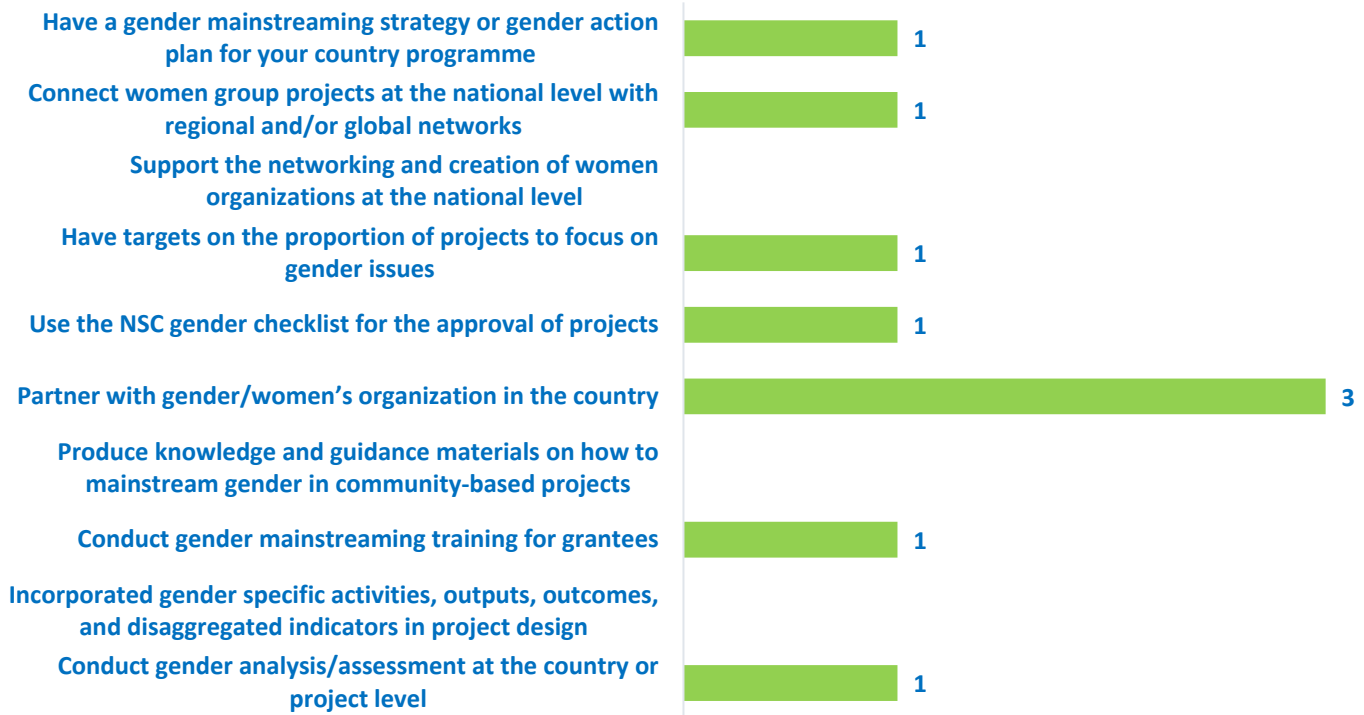 Have a gender mainstreaming strategy or gender action
plan for your country programme
1
Connect women group projects at the national level with
regional and/or global networks
1
Support the networking and creation of women
organizations at the national level
Have targets on the proportion of projects to focus on
gender issues
1
Use the NSC gender checklist for the approval of projects
1
Partner with gender/women’s organization in the country
3
Produce knowledge and guidance materials on how to
mainstream gender in community-based projects
Conduct gender mainstreaming training for grantees
1
Incorporated gender specific activities, outputs, outcomes,
and disaggregated indicators in project design
Conduct gender analysis/assessment at the country or
project level
1